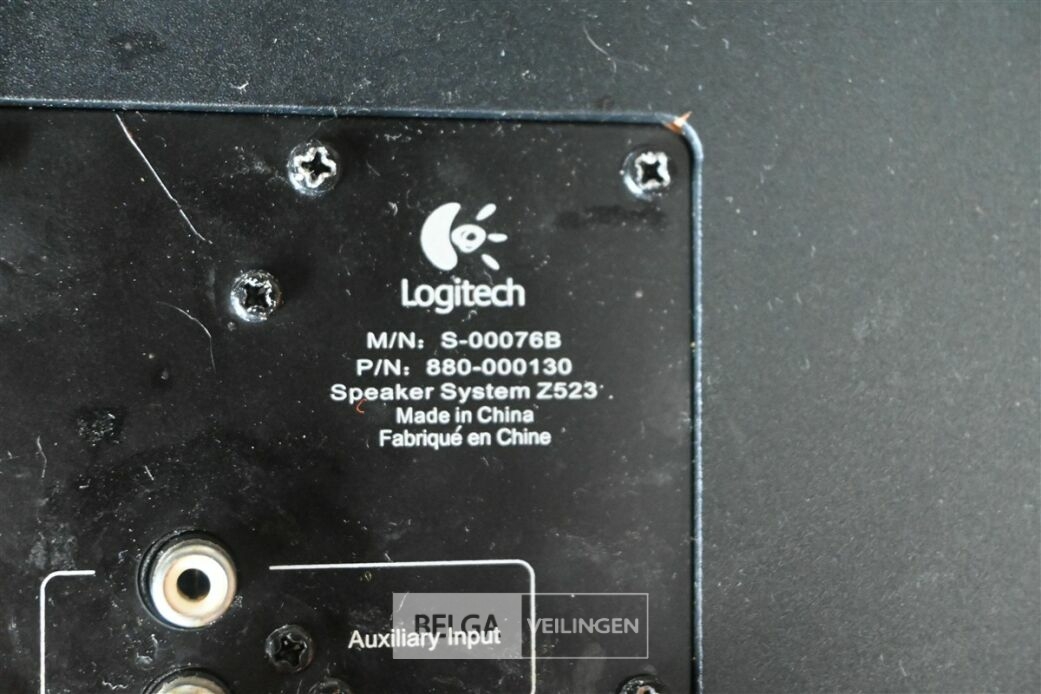 Logitech
M/N: S-00076B
P/N: 880-000130
Speaker System Z523
Made in China
Fabriqué en Chine
BELGA VEILINGEN
Auxiliary Input